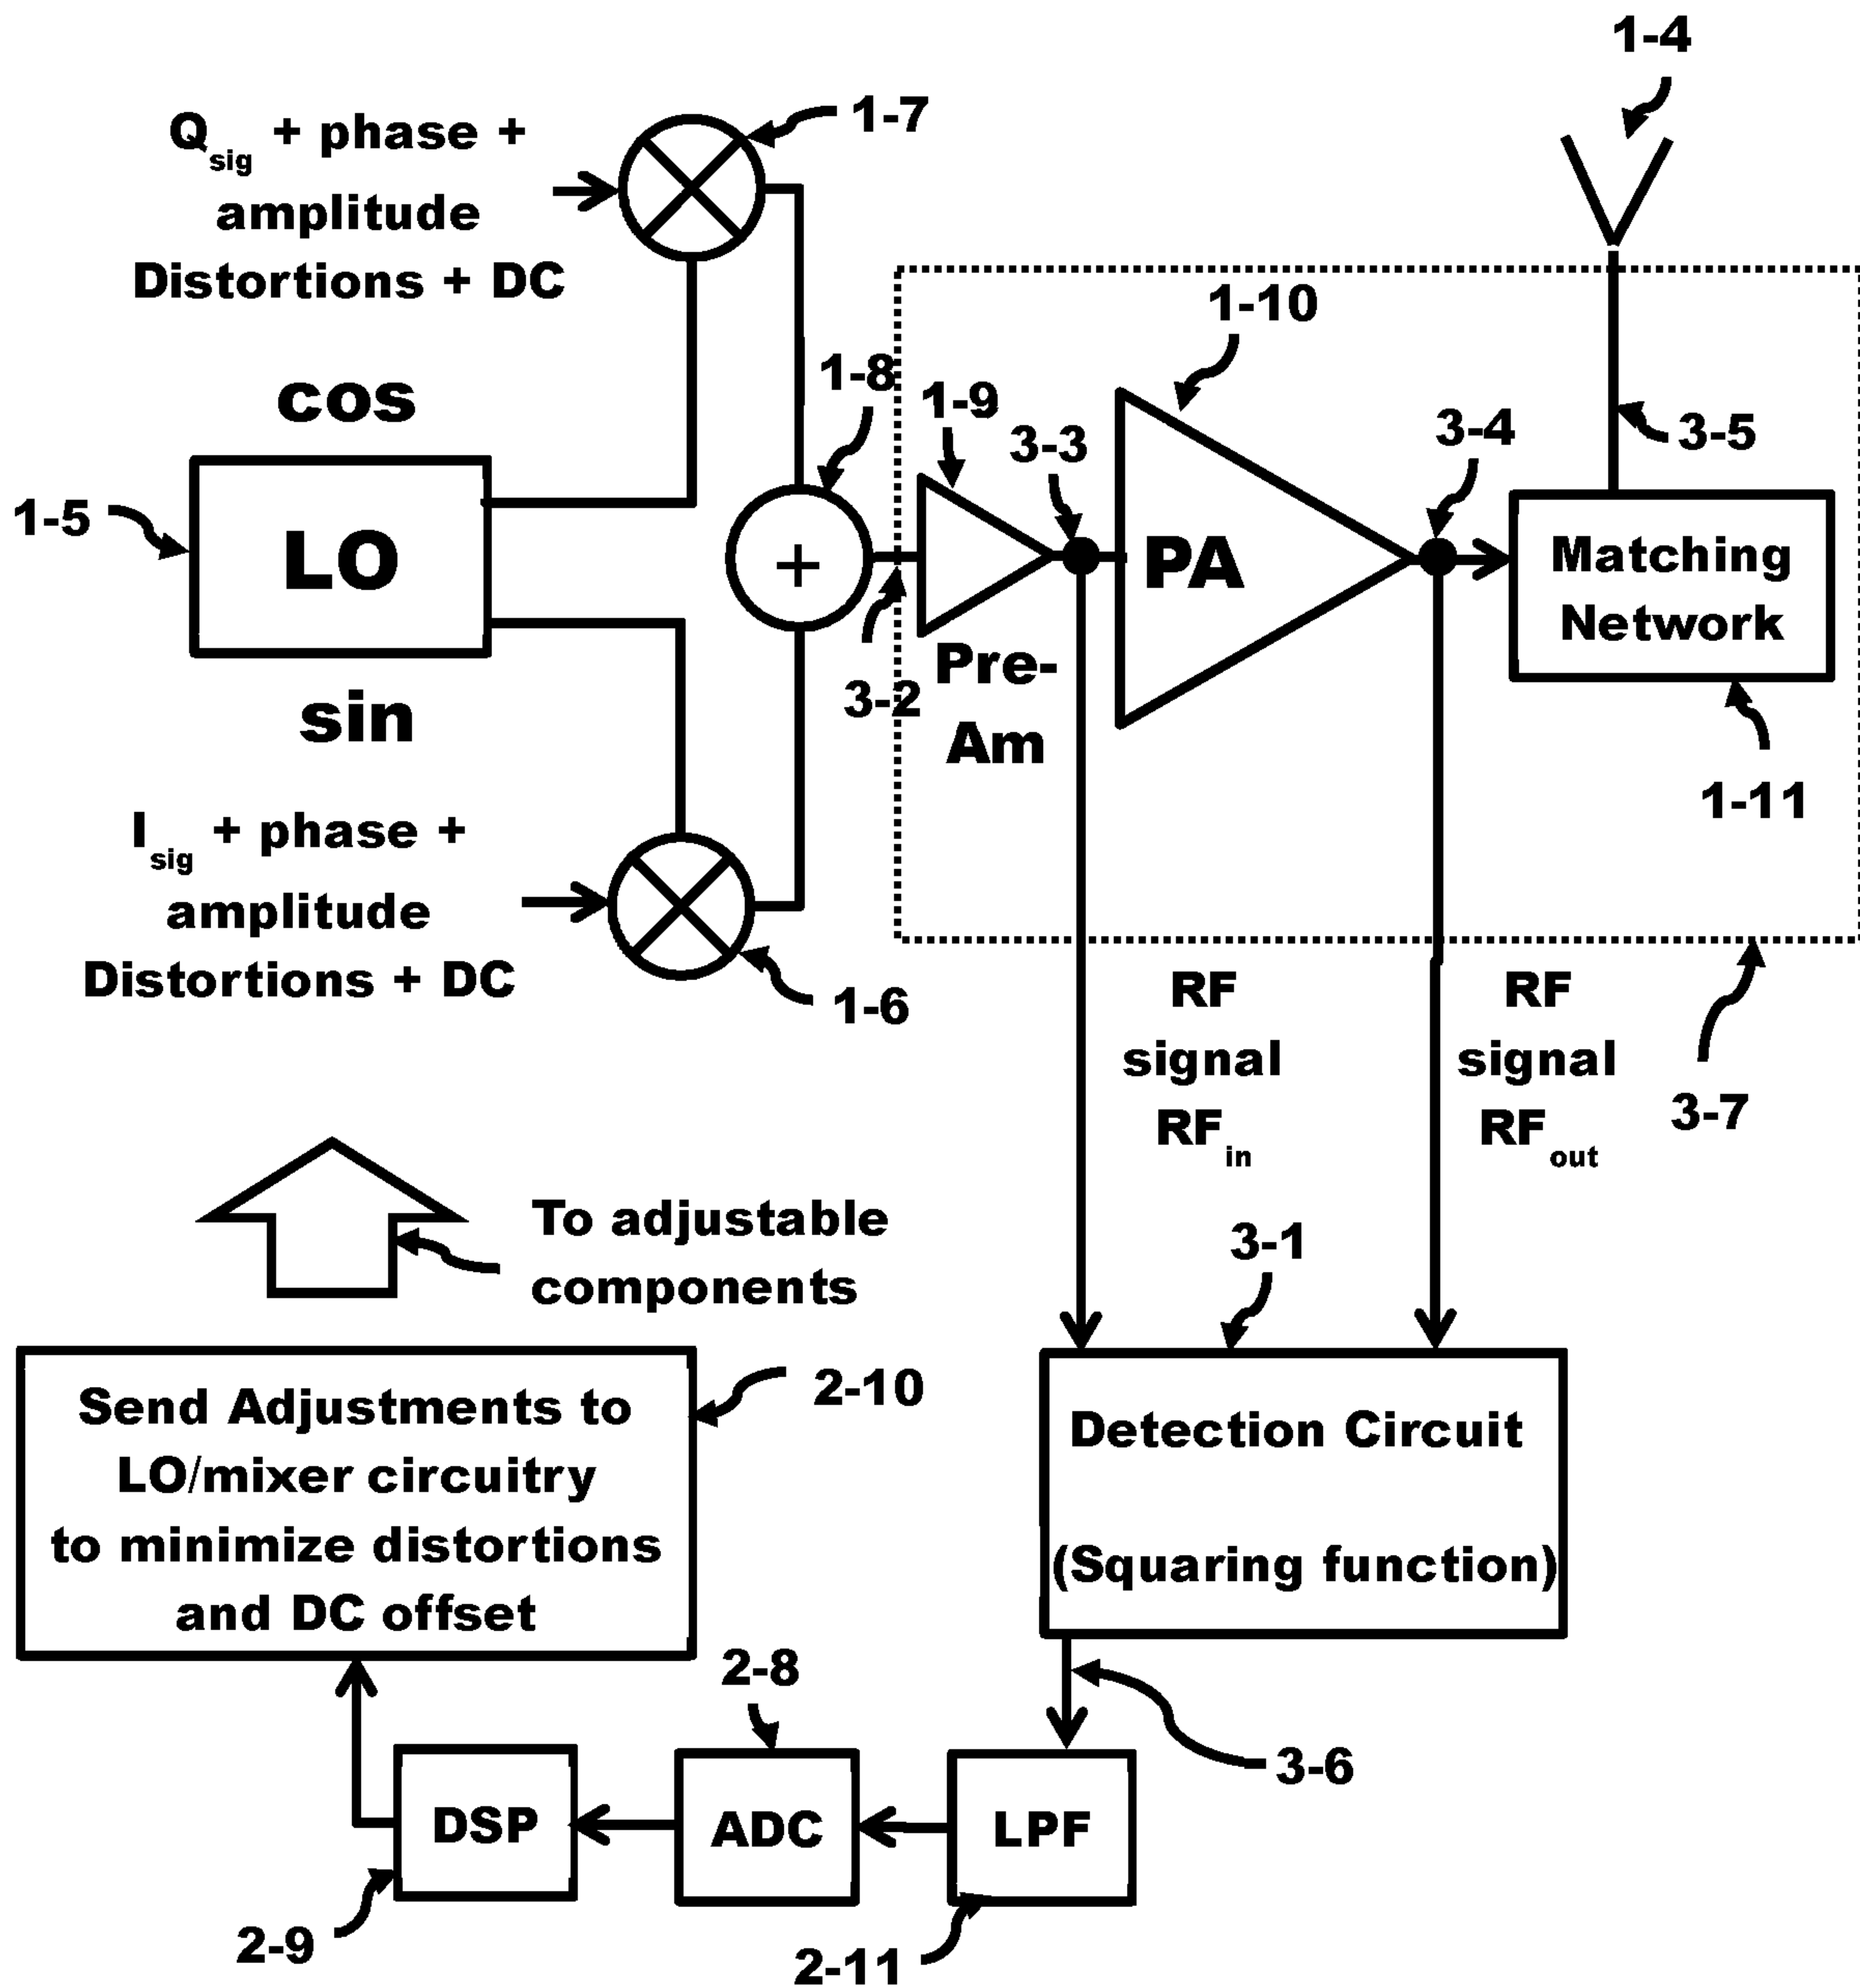 1-4
Q sig + phase +
amplitude
Distortions + DC
1-7
cos
1-5
LO
sin
I sig + phase +
amplitude
Distortions + DC
1-6
1-8
+
3-2
1-9
Pre-
Am
3-3
1-10
PA
3-4
3-5
Matching
Network
1-11
3-7
RF
signal
RF in
RF
signal
RF out
To adjustable
components
3-1
Detection Circuit
(Squaring function)
2-10
Send Adjustments to
LO/mixer circuitry
to minimize distortions
and DC offset
3-6
2-8
DSP
ADC
LPF
2-9
2-11